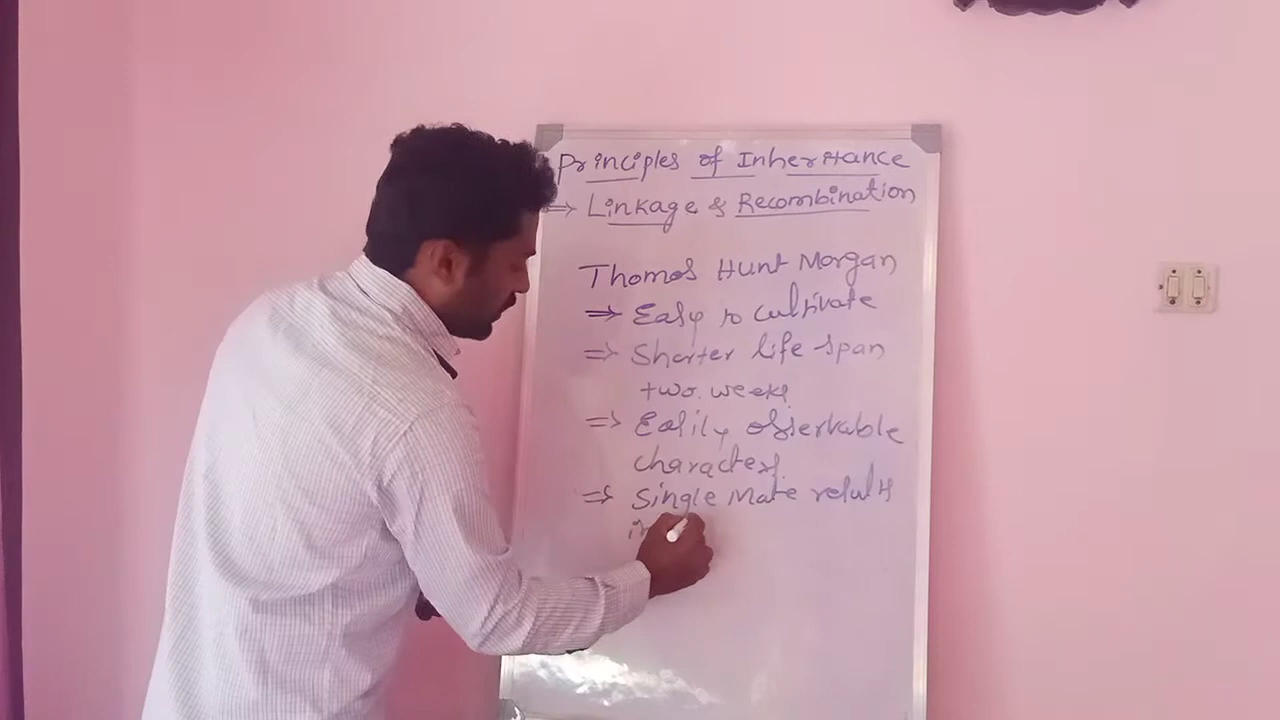 Principles of Inheritance
⇒ Linkage & Recombination
Thomas Hunt Morgan
⇒ Easy to cultivate
⇒ Shorter life span
two weeks
⇒ Easily observable
characters.
⇒ Single Mate results
in